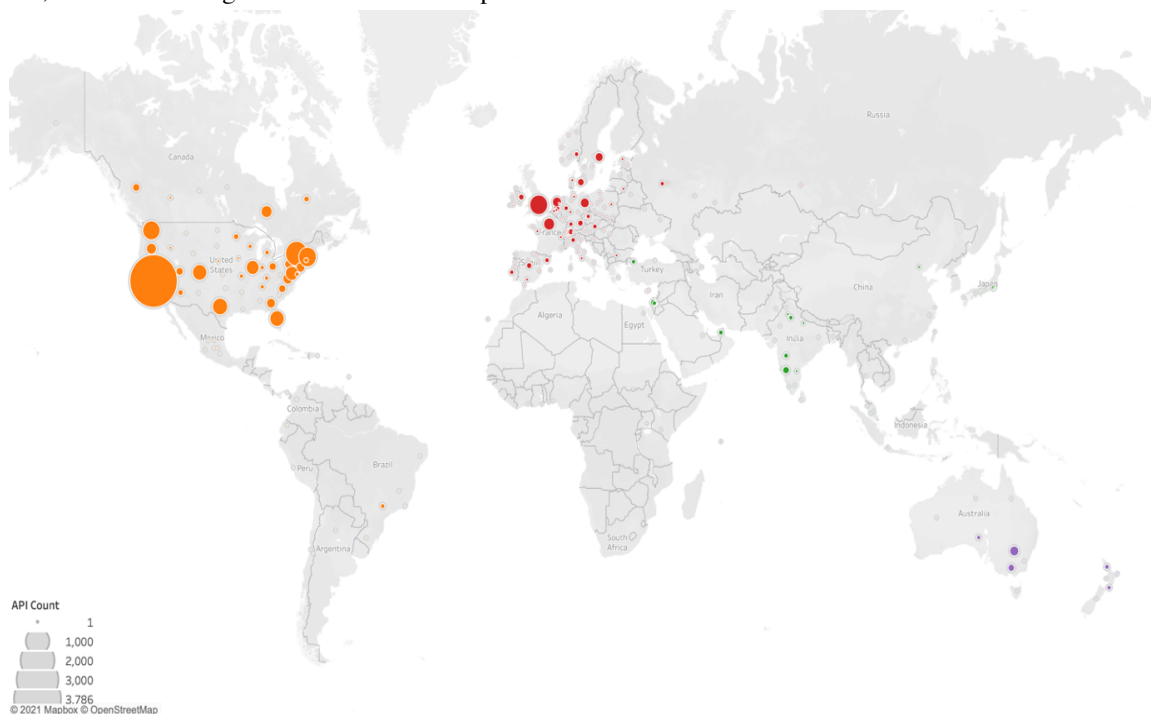 Canada
Russia
France
United
States
Turkey
China
Japan
Iran
Algeria
Egypt
Mexico
India
Colombia
Indonesia
Peru
Brazil
Australia
South
Africa
Argentina
API Count
1
1,000
2,000
3,000
3.786
© 2021 Mapbox © OpenStreetMap